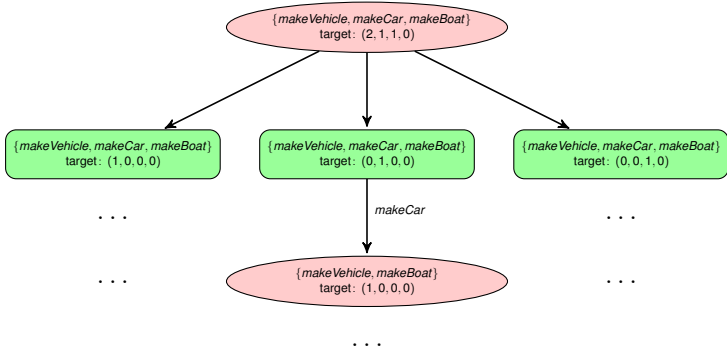 {makeVehicle, makeCar, makeBoat}
target: (2, 1, 1, 0)
{makeVehicle, makeCar, makeBoat}
target: (1, 0, 0, 0)
{makeVehicle, makeCar, makeBoat}
target: (0, 1, 0, 0)
{makeVehicle, makeCar, makeBoat}
target: (0, 0, 1, 0)
. . .
makeCar
. . .
. . .
{makeVehicle, makeBoat}
target: (1, 0, 0, 0)
. . .
. . .